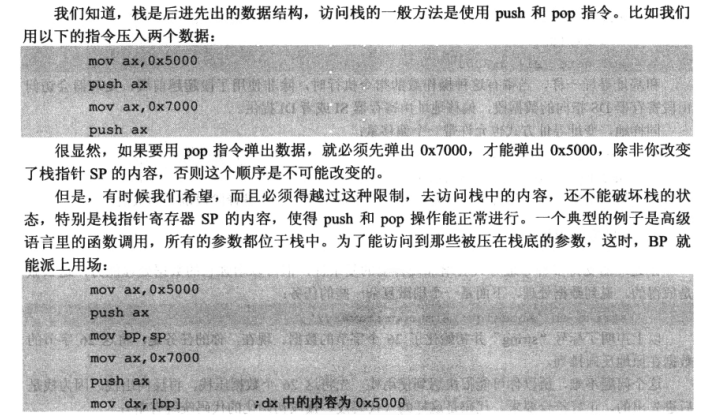 我们知道，栈是后进先出的数据结构，访问栈的一般方法是使用 push 和 pop 指令。比如我们
用以下的指令压入两个数据：
mov ax,0x5000
push ax
mov ax,0x7000
push ax
很显然，如果要用 pop 指令弹出数据，就必须先弹出 0x7000，才能弹出 0x5000，除非你改变
了栈指针 SP 的内容，否则这个顺序是不可能改变的。
但是，有时候我们希望，而且必须得越过这种限制，去访问栈中的内容，还不能破坏栈的状
态，特别是栈指针寄存器 SP 的内容，使得 push 和 pop 操作能正常进行。一个典型的例子是高级
语言里的函数调用，所有的参数都位于栈中。为了能访问到那些被压在栈底的参数，这时，BP 就
能派上用场：
mov ax,0x5000
push ax
mov bp,sp
mov ax,0x7000
push ax
mov dx,[bp] ;dx 中的内容为 0x5000